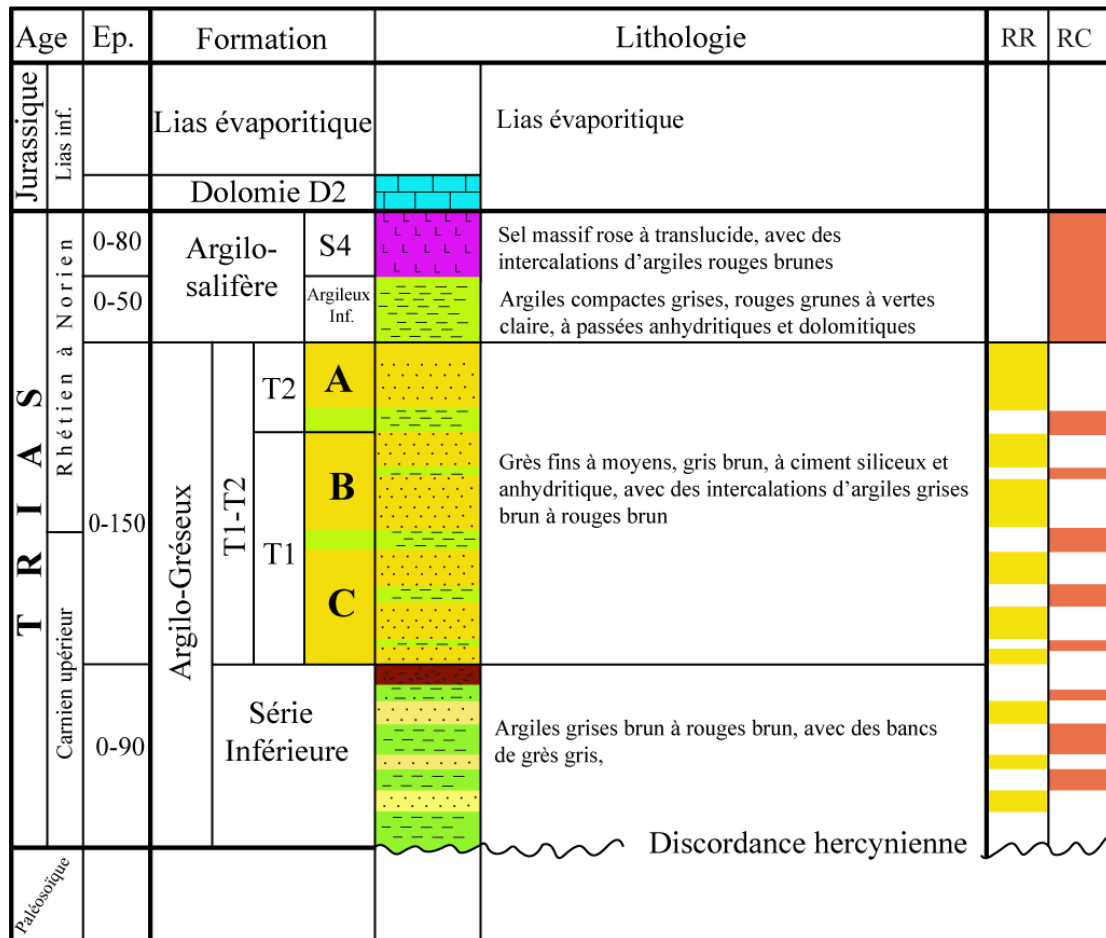 Age Ep. Formation Lithologie RR RC
Jurassique
Lias inf.
Lias évaporitique
Lias évaporitique
Dolomie D2
TRIAS
Rhétien à Norien
0-80
Argilo-
salifère
S4
Sel massif rose à translucide, avec des
intercalations d'argiles rouges brunes
0-50
Argileux
Inf.
Argiles compactes grises, rouges grunes à vertes
claire, à passées anhydritiques et dolomitiques
0-150
Argilo-Gréseux
T1-T2
T2
A
T1
B
C
Grès fins à moyens, gris brun, à ciment siliceux et
anhydritique, avec des intercalations d'argiles grises
brun à rouges brun
Carnien upérieur
0-90
Série
Inférieure
Argiles grises brun à rouges brun, avec des bancs
de grès gris,
Discordance hercynienne
Paléosoïque